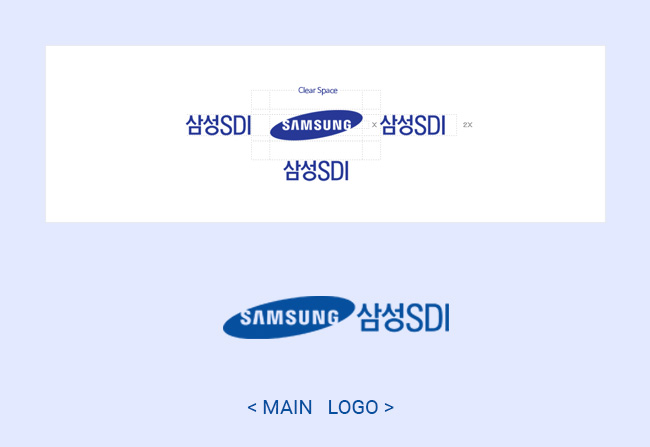 Clear Space
삼성SDI SAMSUNG X 삼성SDI 2X
삼성SDI
SAMSUNG 삼성SDI
< MAIN LOGO >